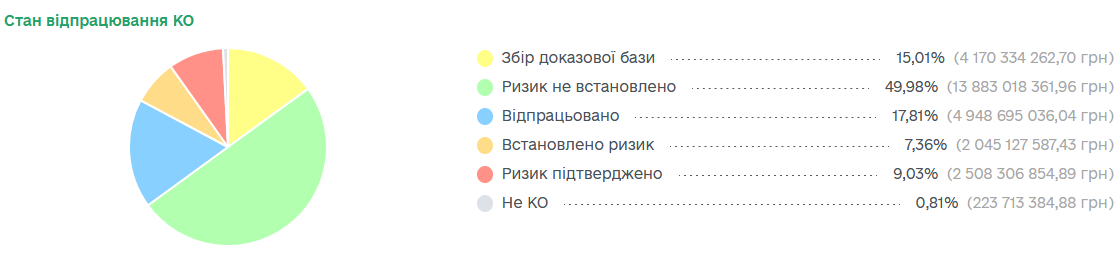 Стан відпрацювання КО
Збір доказової бази 15,01% (4 170 334 262,70 грн)
Ризик не встановлено 49,98% (13 883 018 361,96 грн)
Відпрацьовано 17,81% (4 948 695 036,04 грн)
Встановлено ризик 7,36% (2 045 127 587,43 грн)
Ризик підтверджено 9,03% (2 508 306 854,89 грн)
Не КО 0,81% (223 713 384,88 грн)